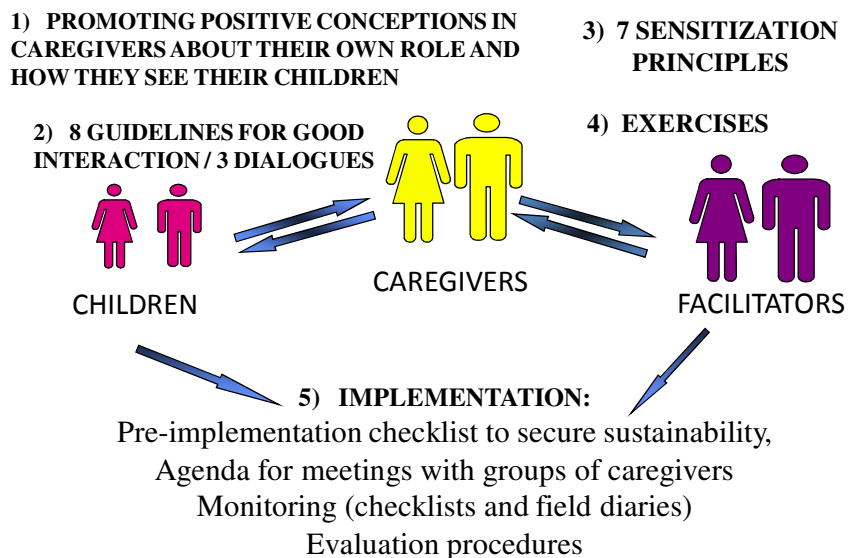 1) PROMOTING POSITIVE CONCEPTIONS IN
CAREGIVERS ABOUT THEIR OWN ROLE AND
HOW THEY SEE THEIR CHILDREN
3) 7 SENSITIZATION
PRINCIPLES
2) 8 GUIDELINES FOR GOOD
INTERACTION / 3 DIALOGUES
4) EXERCISES
CHILDREN
CAREGIVERS
FACILITATORS
5) IMPLEMENTATION:
Pre-implementation checklist to secure sustainability,
Agenda for meetings with groups of caregivers
Monitoring (checklists and field diaries)
Evaluation procedures